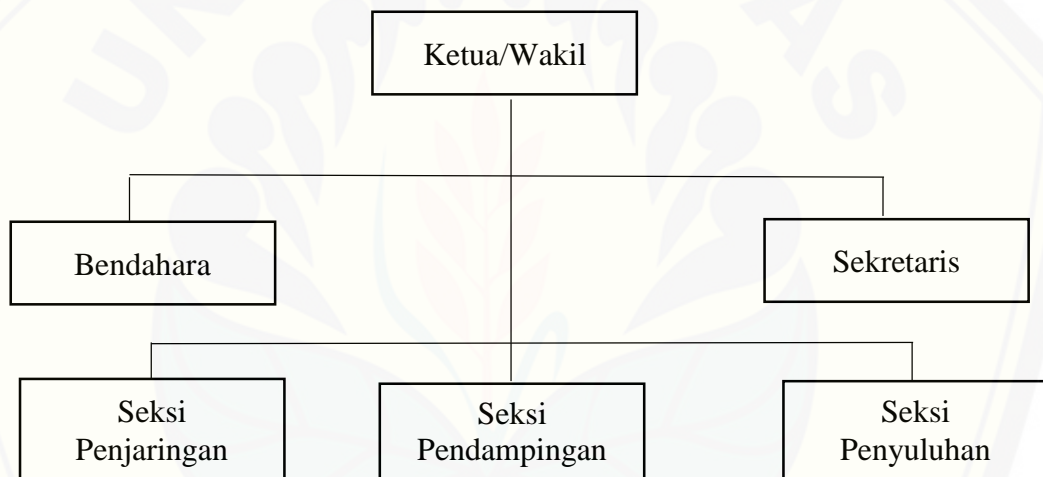 Ketua/Wakil
Bendahara
Sekretaris
Seksi
Penjaringan
Seksi
Pendampingan
Seksi
Penyuluhan